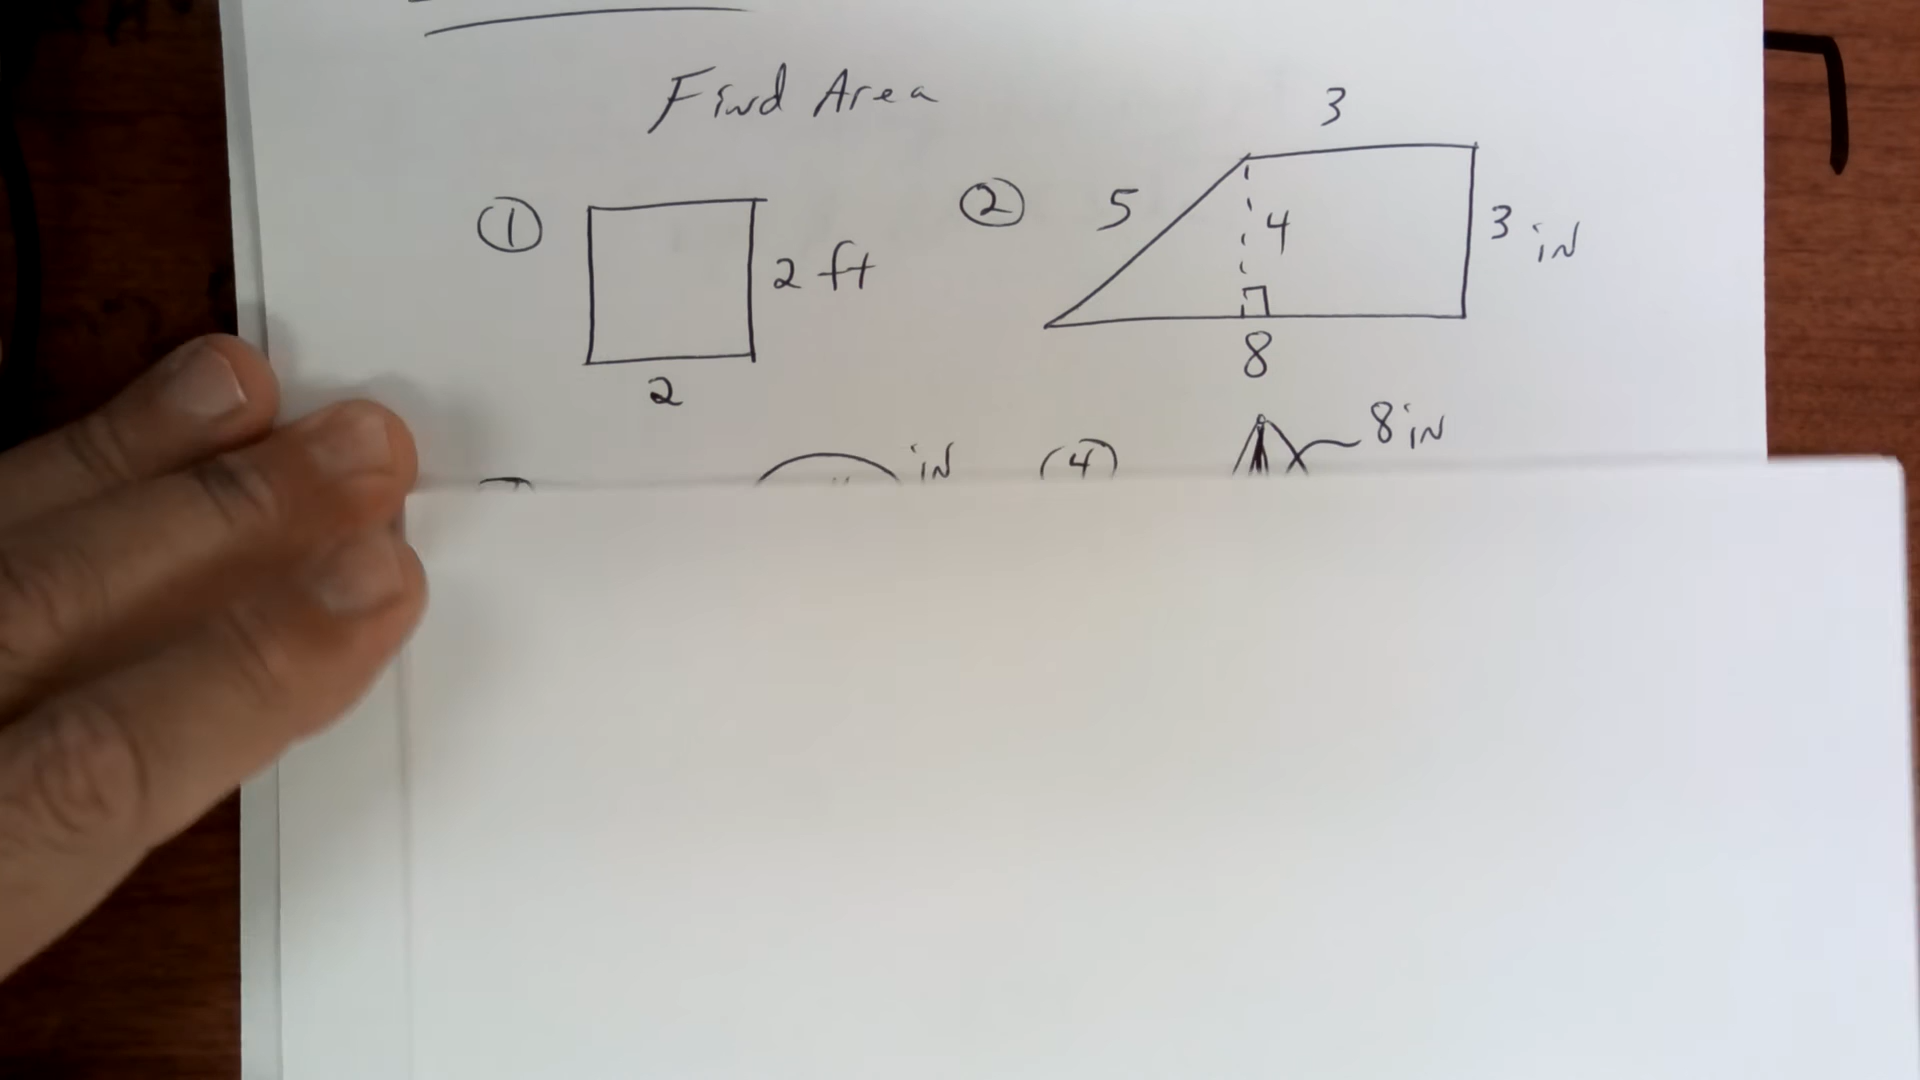 Find Area
① 2 ft
2
② 3
5 4 3 in
8
in (4) 8 in